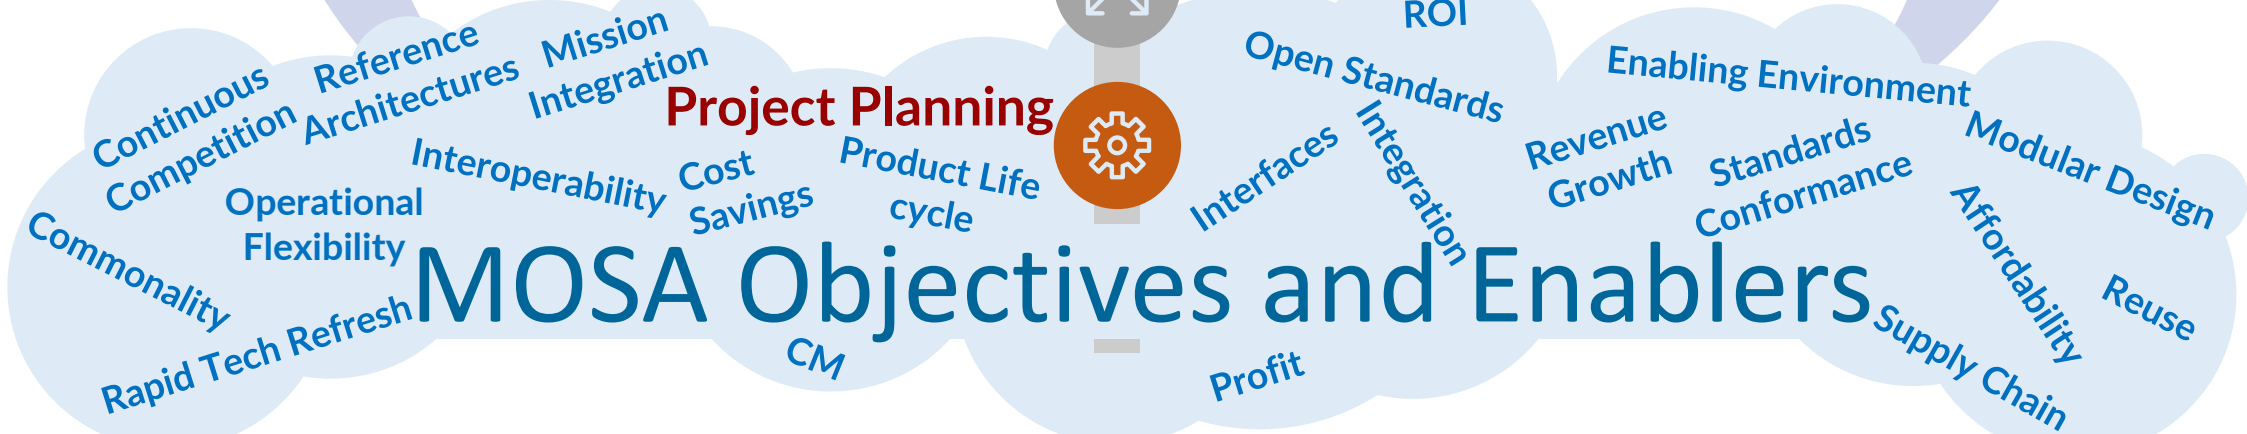 Continuous
Competition
Reference
Architectures
Mission
Integration
Project Planning
ROI
Open Standards
Enabling Environment
Interoperability
Cost
Savings
Product Life
cycle
Interfaces
Integration
Revenue
Growth
Standards
Conformance
Modular Design
Operational
Flexibility
Commonality
MOSA Objectives and Enablers
Affordability
Reuse
Rapid Tech Refresh
CM
Profit
Supply Chain